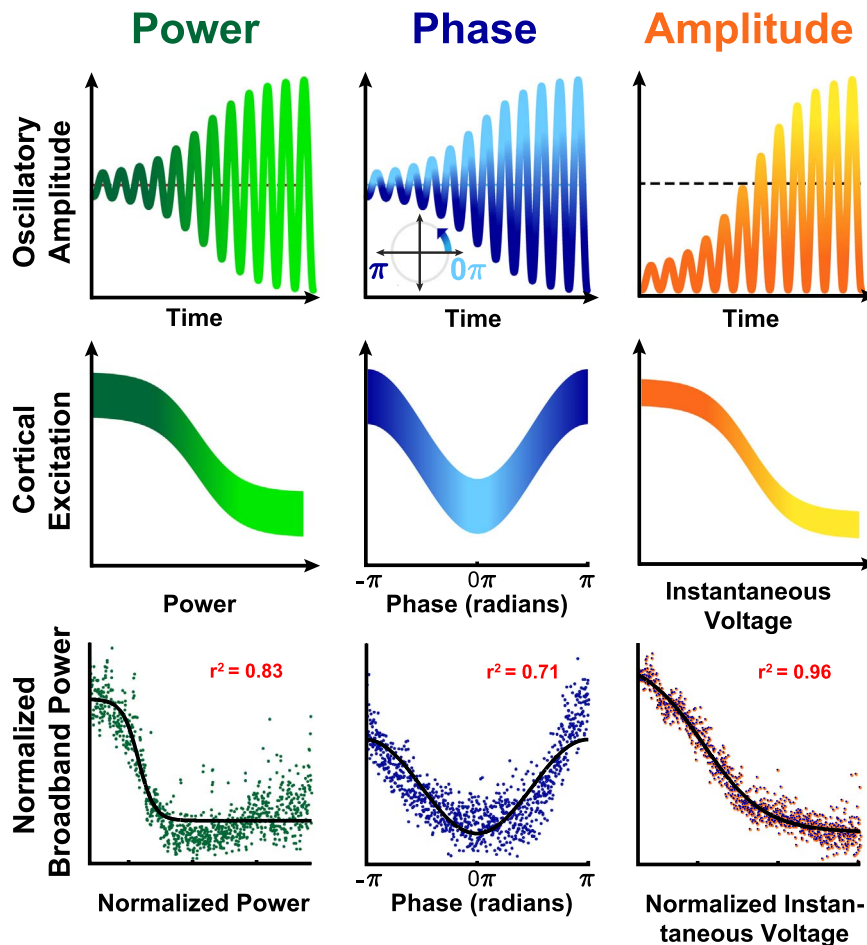 Power
Phase
Amplitude
Oscillatory
Amplitude
π
0π
Time
Time
Time
Cortical
Excitation
-π
0π
π
Power
Phase (radians)
Instantaneous
Voltage
Normalized
Broadband Power
r² = 0.83
r² = 0.71
r² = 0.96
-π
0π
π
Normalized Power
Phase (radians)
Normalized Instan-
taneous Voltage